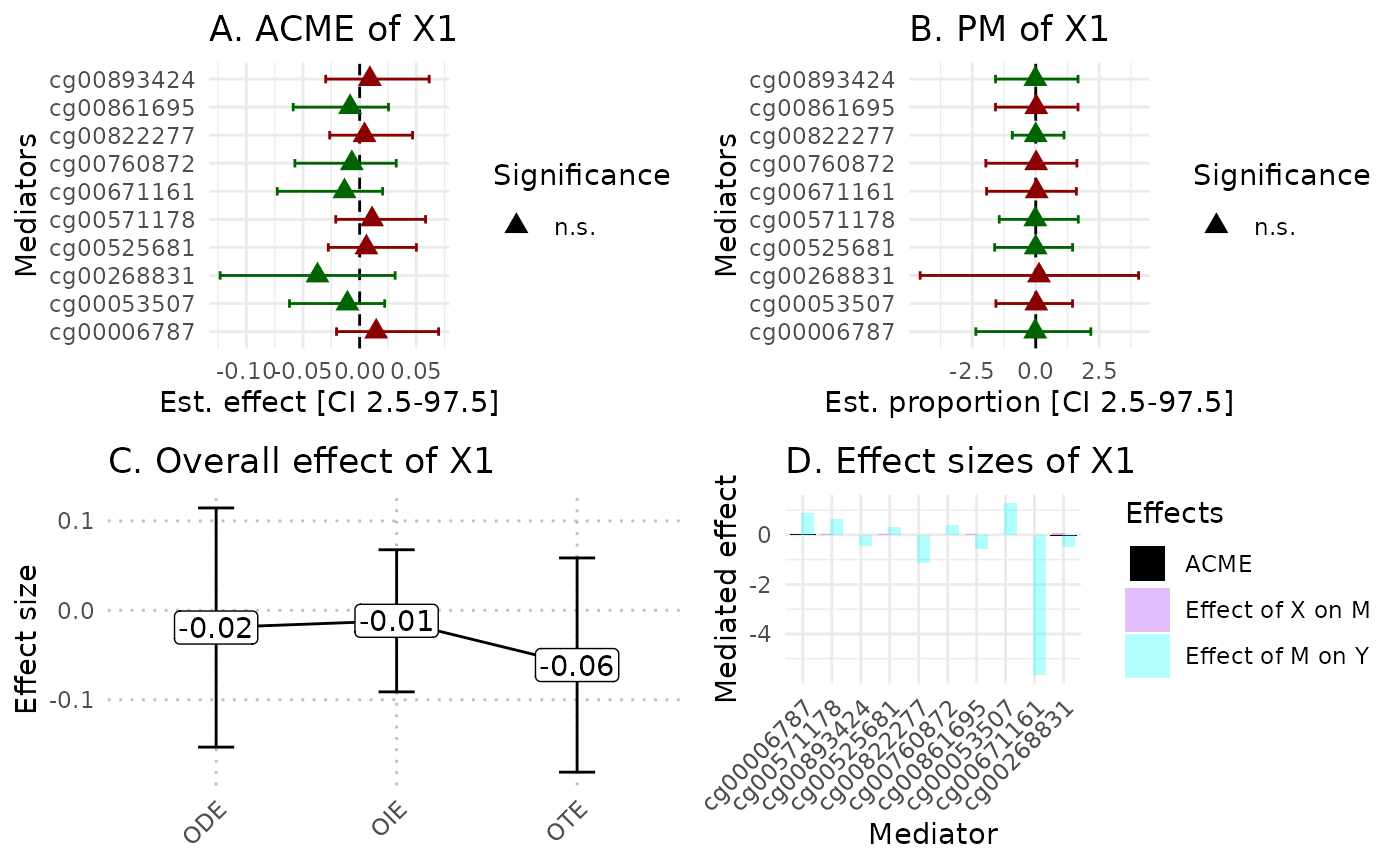 A. ACME of X1
Mediators
cg00893424
cg00861695
cg00822277
cg00760872
cg00671161
cg00571178
cg00525681
cg00268831
cg00053507
cg00006787
-0.10 -0.05 0.00 0.05
Est. effect [CI 2.5-97.5]
Significance
n.s.
B. PM of X1
Mediators
cg00893424
cg00861695
cg00822277
cg00760872
cg00671161
cg00571178
cg00525681
cg00268831
cg00053507
cg00006787
-2.5 0.0 2.5
Est. proportion [CI 2.5-97.5]
Significance
n.s.
C. Overall effect of X1
Effect size
0.1
0.0
-0.1
-0.02
-0.01
-0.06
ODE
OIE
OTE
D. Effect sizes of X1
Mediated effect
0
-2
-4
cg00006787
cg00571178
cg00893424
cg00525681
cg00822277
cg00760872
cg00861695
cg00053507
cg00671161
cg00268831
Mediator
Effects
ACME
Effect of X on M
Effect of M on Y